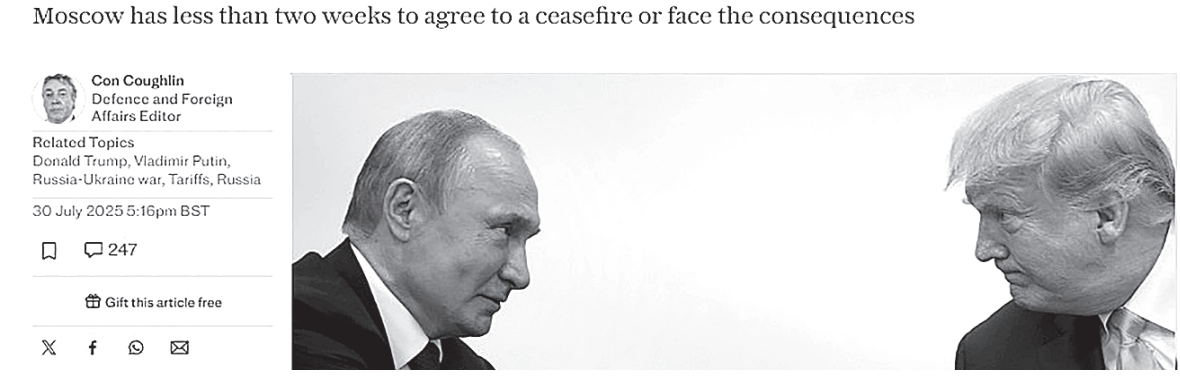 Moscow has less than two weeks to agree to a ceasefire or face the consequences
Con Coughlin
Defence and Foreign
Affairs Editor
Related Topics
Donald Trump, Vladimir Putin,
Russia-Ukraine war, Tariffs, Russia
30 July 2025 5:16pm BST
247
Gift this article free